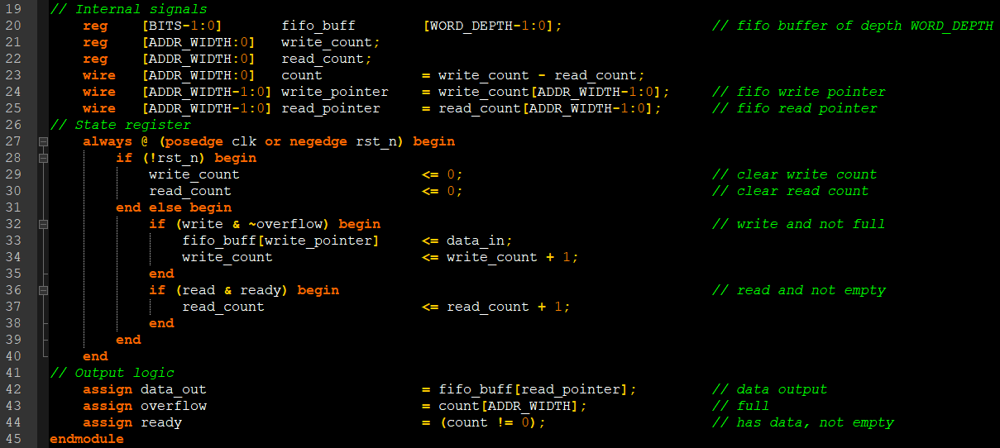 19 // Internal signals
20 reg [BITS-1:0] fifo_buff [WORD_DEPTH-1:0]; // fifo buffer of depth WORD_DEPTH
21 reg [ADDR_WIDTH:0] write_count;
22 reg [ADDR_WIDTH:0] read_count;
23 wire [ADDR_WIDTH:0] count = write_count - read_count;
24 wire [ADDR_WIDTH-1:0] write_pointer = write_count[ADDR_WIDTH-1:0]; // fifo write pointer
25 wire [ADDR_WIDTH-1:0] read_pointer = read_count[ADDR_WIDTH-1:0]; // fifo read pointer
26 // State register
27 always @ (posedge clk or negedge rst_n) begin
28 if (!rst_n) begin
29 write_count <= 0; // clear write count
30 read_count <= 0; // clear read count
31 end else begin
32 if (write & ~overflow) begin // write and not full
33 fifo_buff[write_pointer] <= data_in;
34 write_count <= write_count + 1;
35 end
36 if (read & ready) begin // read and not empty
37 read_count <= read_count + 1;
38 end
39 end
40 end
41 // Output logic
42 assign data_out = fifo_buff[read_pointer]; // data output
43 assign overflow = count[ADDR_WIDTH]; // full
44 assign ready = (count != 0); // has data, not empty
45 endmodule